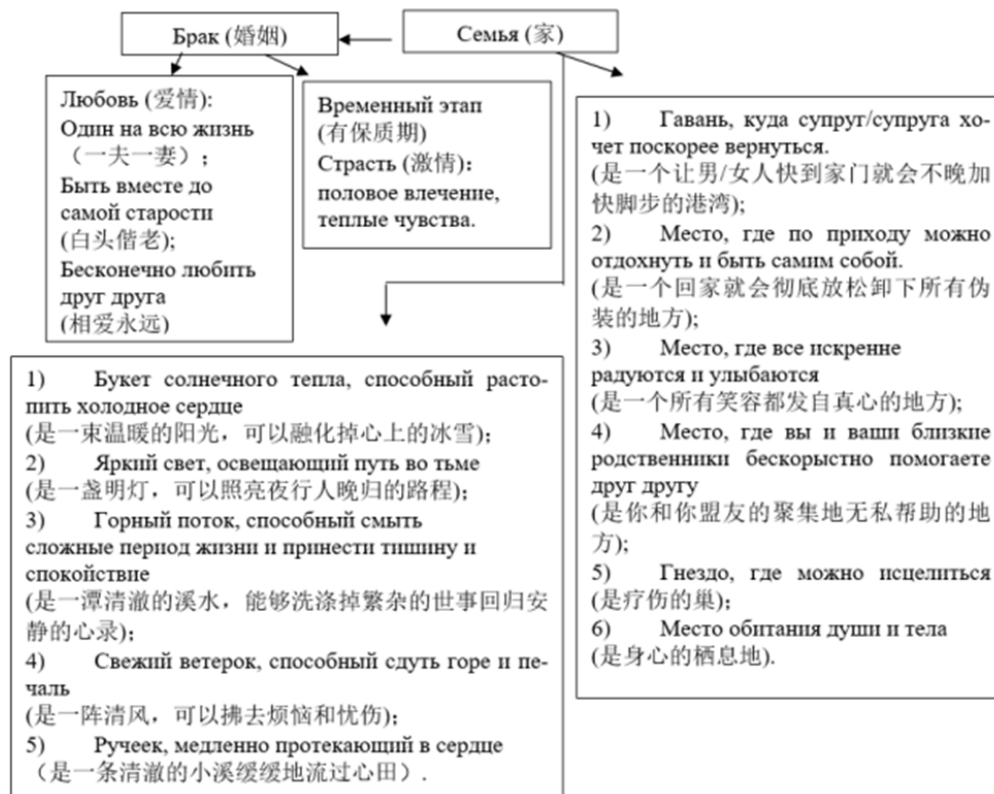 Брак (婚姻)
Семья (家)
Любовь (爱情):
Один на всю жизнь
（一夫一妻）;
Быть вместе до
самой старости
(白头偕老);
Бесконечно любить
друг друга
(相爱永远)
Временный этап
(有保质期)
Страсть (激情):
половое влечение,
теплые чувства.
1) Гавань, куда супруг/супруга хо-
чет поскорее вернуться.
(是一个让男/女人快到家门就会不晚加
快脚步的港湾);
2) Место, где по приходу можно
отдохнуть и быть самим собой.
(是一个回家就会彻底放松卸下所有伪
装的地方);
3) Место, где все искренне
радуются и улыбаются
(是一个所有笑容都发自真心的地方);
4) Место, где вы и ваши близкие
родственники бескорыстно помогаете
друг другу
(是你和你盟友的聚集地无私帮助的地
方);
5) Гнездо, где можно исцелиться
(是疗伤的巢);
6) Место обитания души и тела
(是身心的栖息地).
1) Букет солнечного тепла, способный расто-
пить холодное сердце
(是一束温暖的阳光，可以融化掉心上的冰雪);
2) Яркий свет, освещающий путь во тьме
(是一盏明灯，可以照亮夜行人晚归的路程);
3) Горный поток, способный смыть
сложные период жизни и принести тишину и
спокойствие
(是一潭清澈的溪水，能够洗涤掉繁杂的世事回归安
静的心录);
4) Свежий ветерок, способный сдуть горе и пе-
чаль
(是一阵清风，可以拂去烦恼和忧伤);
5) Ручеек, медленно протекающий в сердце
（是一条清澈的小溪缓缓地流过心田）.